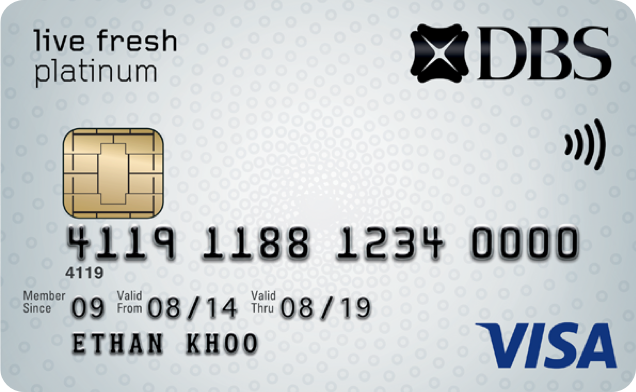 live fresh
platinum
DBS
4119 1188 1234 0000
4119
Member Since 09 Valid From 08/14 Valid Thru 08/19
ETHAN KHOO
VISA